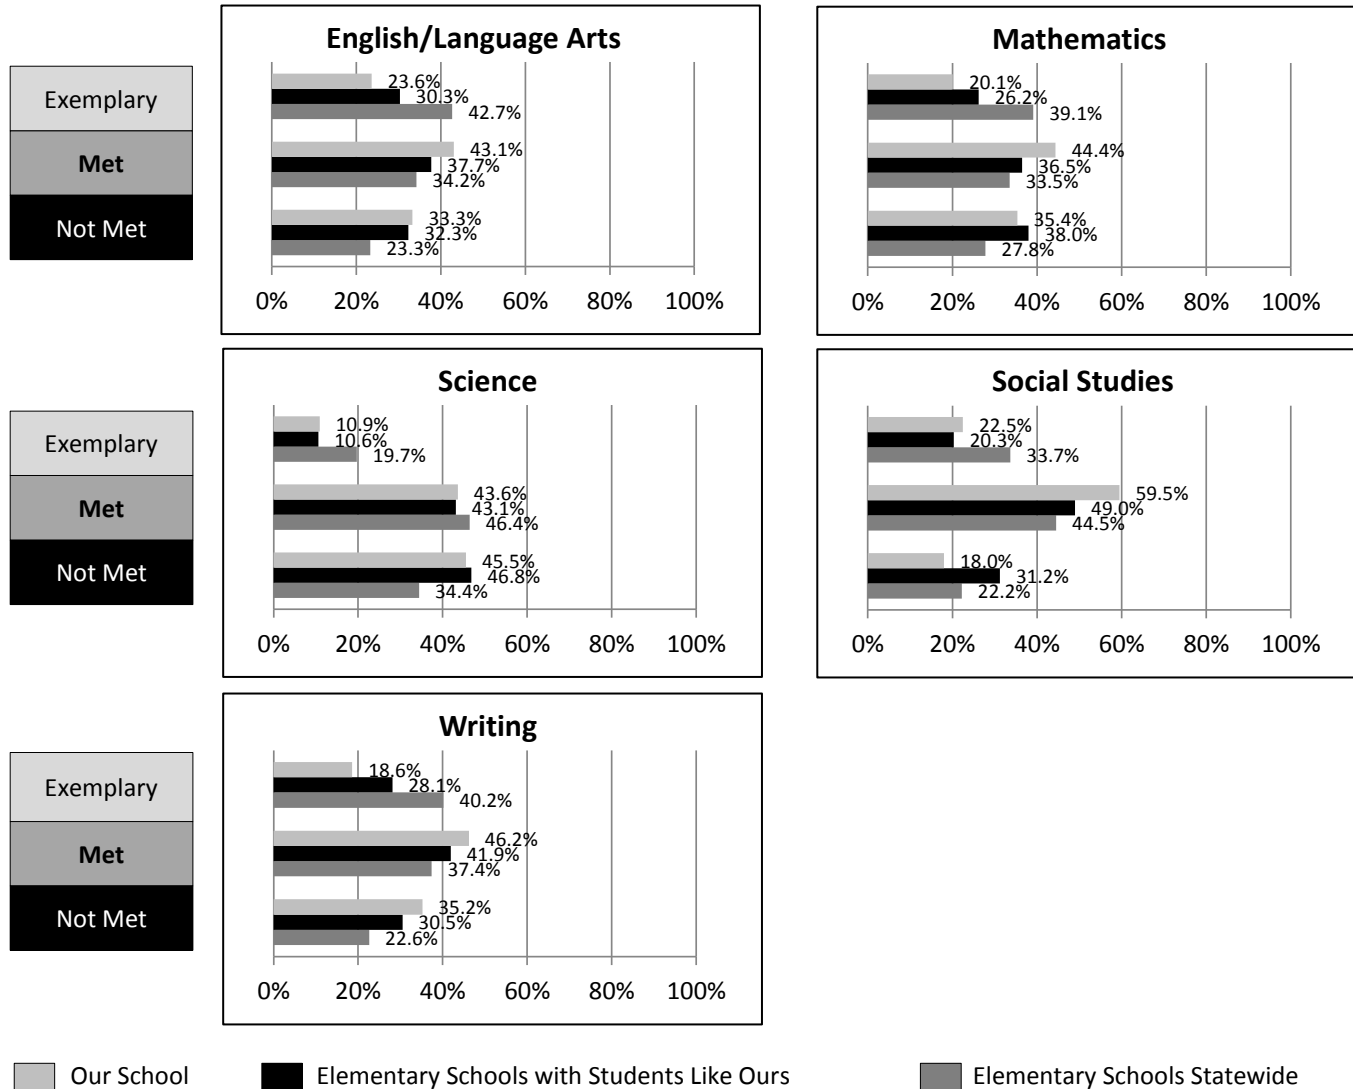 English/Language Arts
Exemplary
Met
Not Met
23.6%
30.3%
42.7%
43.1%
37.7%
34.2%
33.3%
32.3%
23.3%
0% 20% 40% 60% 80% 100%
Mathematics
20.1%
26.2%
39.1%
44.4%
36.5%
33.5%
35.4%
38.0%
27.8%
0% 20% 40% 60% 80% 100%
Science
Exemplary
Met
Not Met
10.9%
10.6%
19.7%
43.6%
43.1%
46.4%
45.5%
46.8%
34.4%
0% 20% 40% 60% 80% 100%
Social Studies
22.5%
20.3%
33.7%
59.5%
49.0%
44.5%
18.0%
31.2%
22.2%
0% 20% 40% 60% 80% 100%
Writing
Exemplary
Met
Not Met
18.6%
28.1%
40.2%
46.2%
41.9%
37.4%
35.2%
30.5%
22.6%
0% 20% 40% 60% 80% 100%
Our School Elementary Schools with Students Like Ours Elementary Schools Statewide